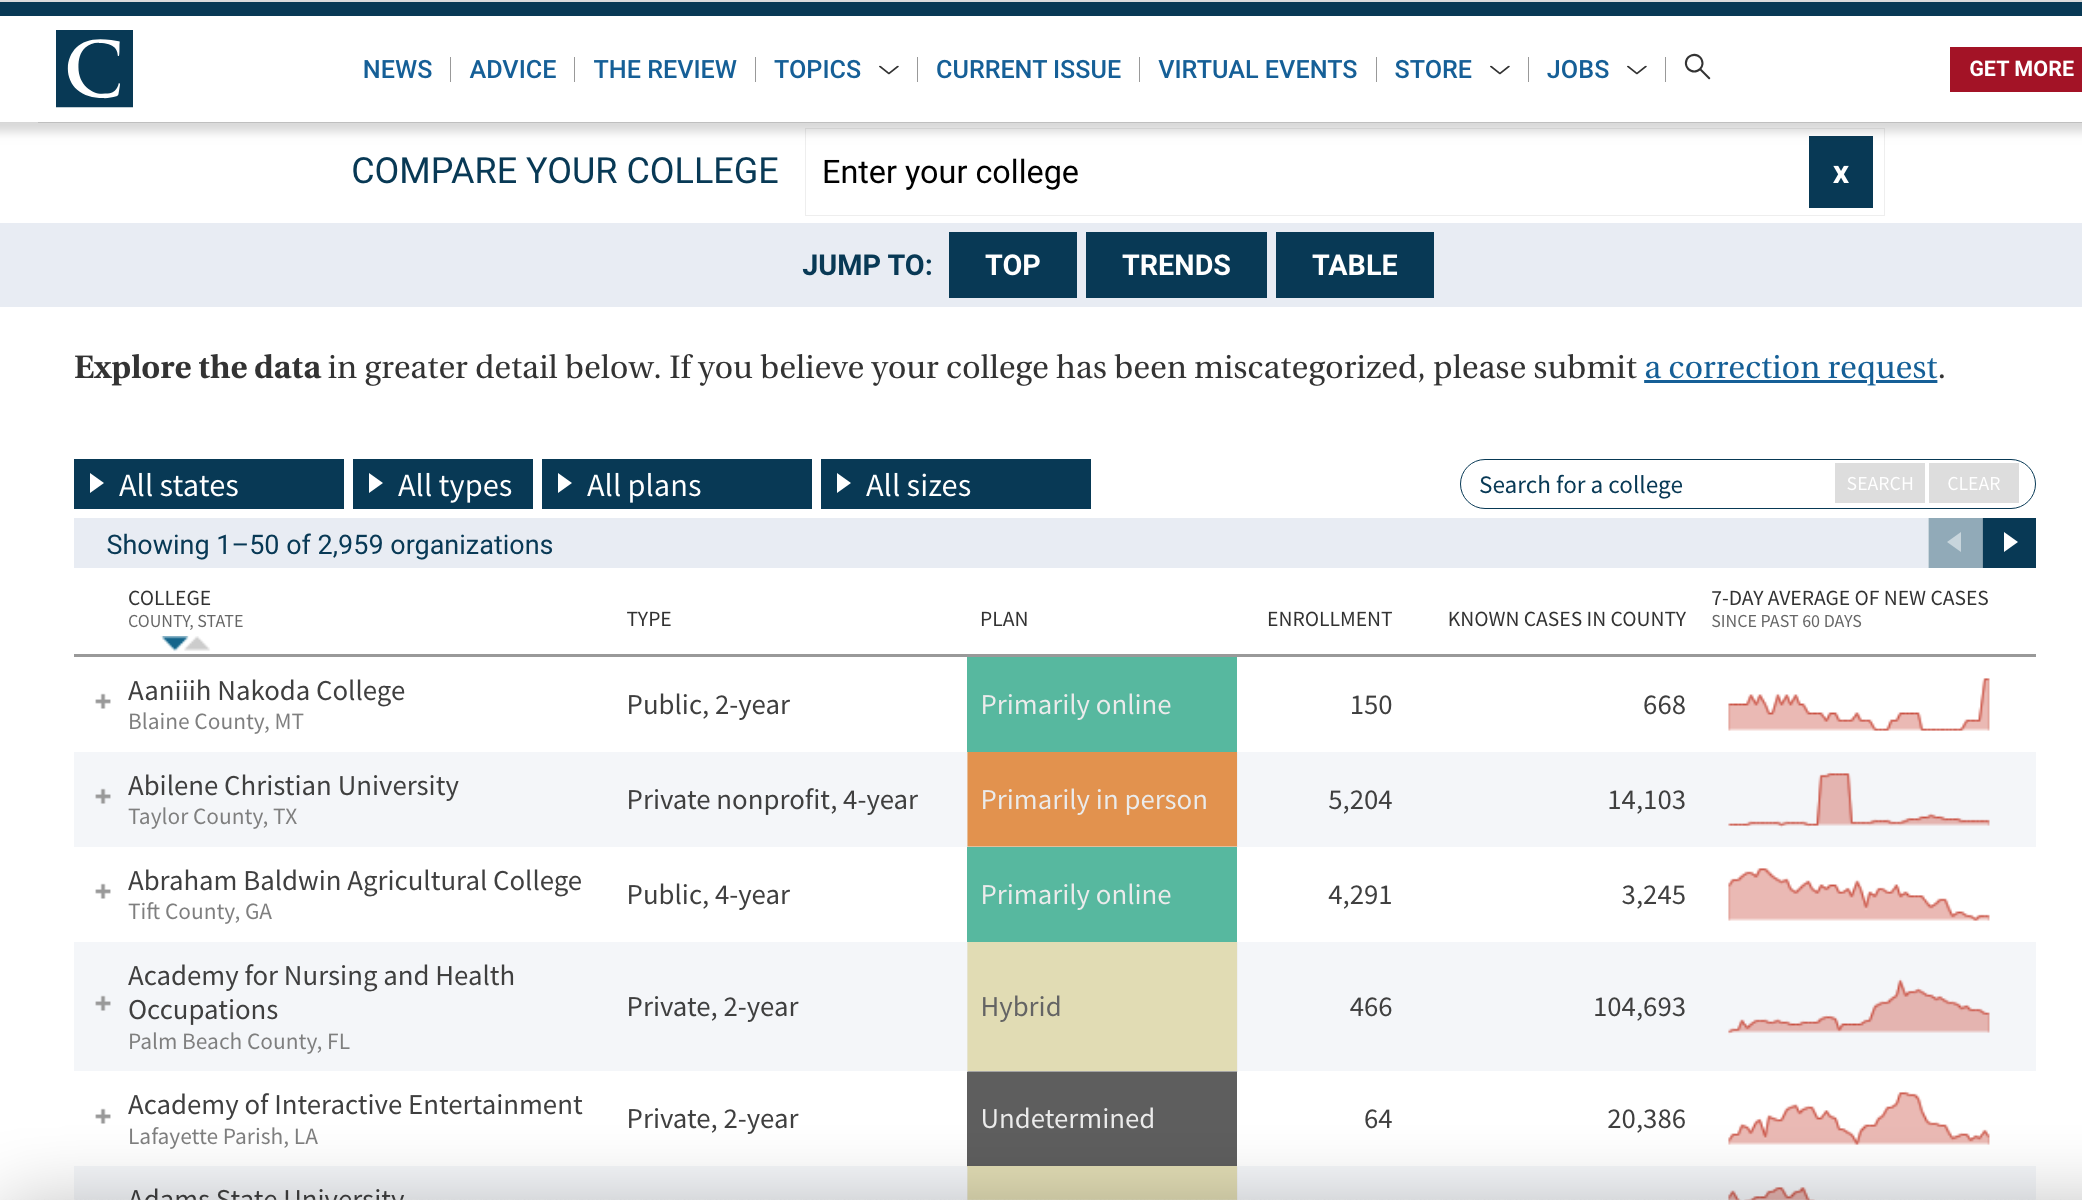 C
NEWS ADVICE THE REVIEW TOPICS CURRENT ISSUE VIRTUAL EVENTS STORE JOBS GET MORE
COMPARE YOUR COLLEGE Enter your college x
JUMP TO: TOP TRENDS TABLE
Explore the data in greater detail below. If you believe your college has been miscategorized, please submit a correction request.
All states All types All plans All sizes Search for a college SEARCH CLEAR
Showing 1–50 of 2,959 organizations
COLLEGE
COUNTY, STATE
TYPE PLAN ENROLLMENT KNOWN CASES IN COUNTY
7-DAY AVERAGE OF NEW CASES
SINCE PAST 60 DAYS
Aaniiih Nakoda College
Blaine County, MT
Public, 2-year Primarily online 150 668
Abilene Christian University
Taylor County, TX
Private nonprofit, 4-year Primarily in person 5,204 14,103
Abraham Baldwin Agricultural College
Tift County, GA
Public, 4-year Primarily online 4,291 3,245
Academy for Nursing and Health
Occupations
Palm Beach County, FL
Private, 2-year Hybrid 466 104,693
Academy of Interactive Entertainment
Lafayette Parish, LA
Private, 2-year Undetermined 64 20,386
Adams State University